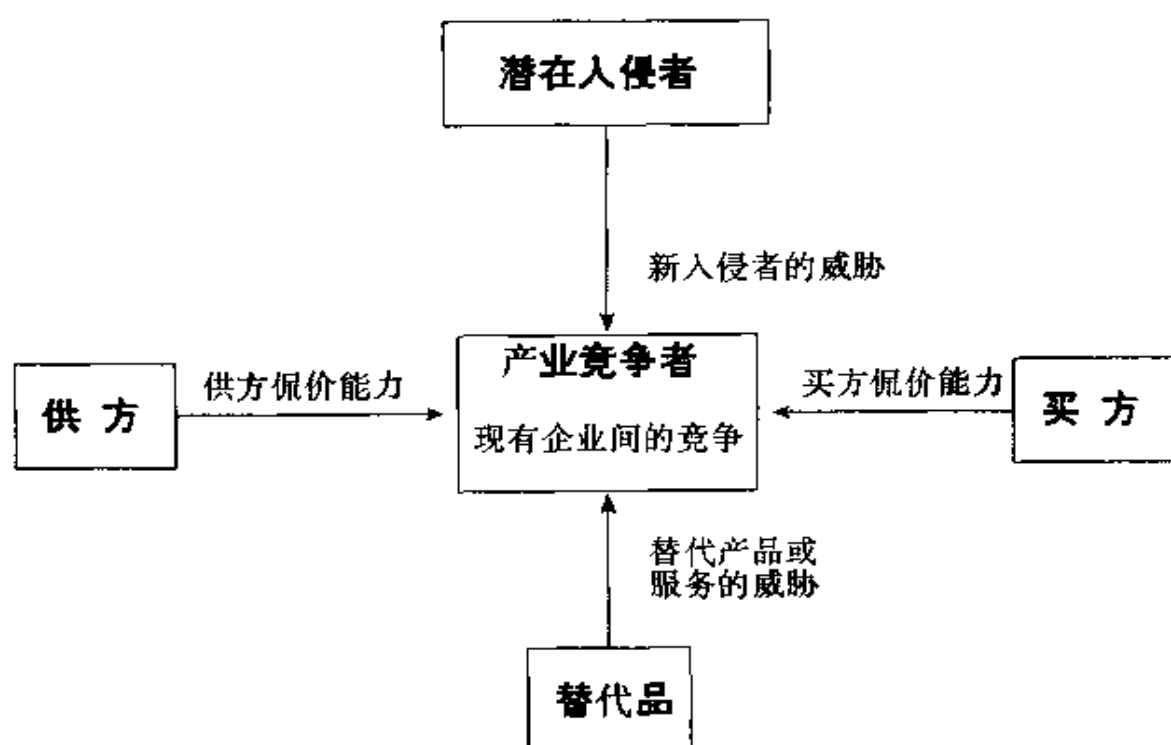 潜在入侵者
新入侵者的威胁
产业竞争者
供方侃价能力
买方侃价能力
供方
买方
现有企业间的竞争
替代产品或
服务的威胁
替代品